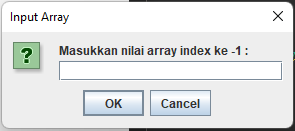 Input Array
Masukkan nilai array index ke -1 :
OK
Cancel